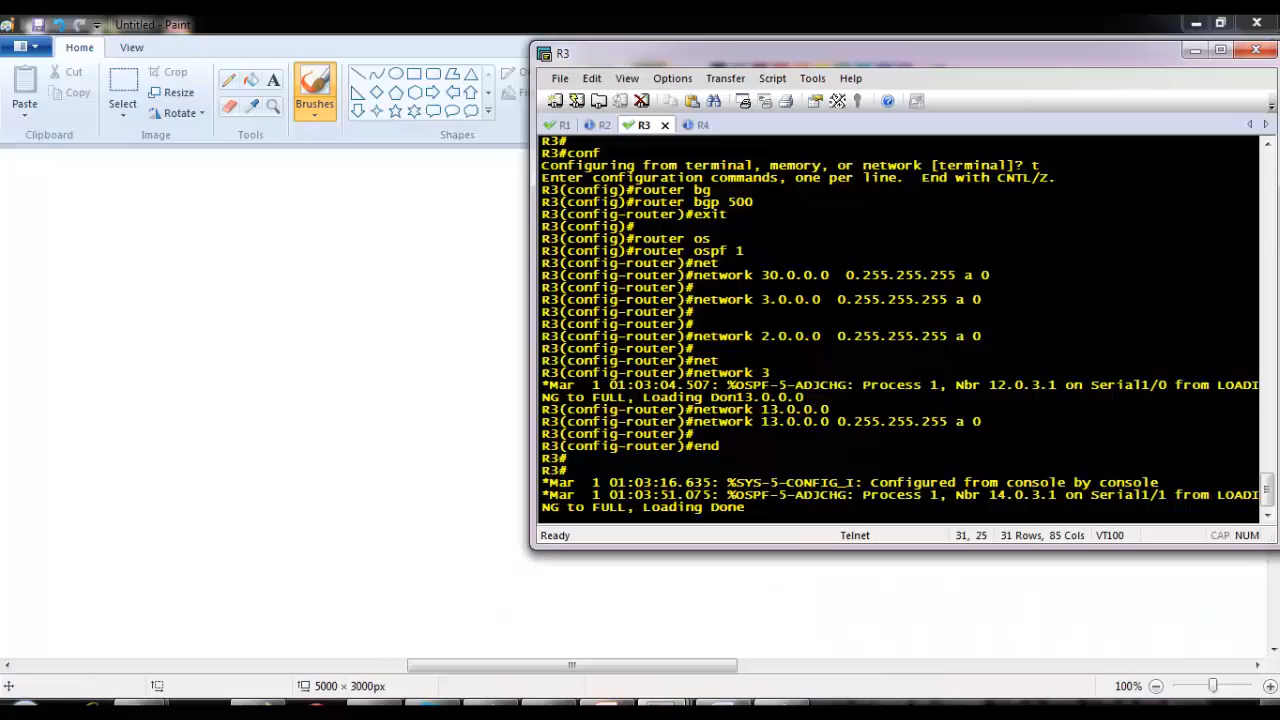 Untitled - Paint
Home View
Cut
Copy
Paste
Clipboard
Select
Crop
Resize
Rotate
Image
A
Tools
Brushes
Shapes
R3
File Edit View Options Transfer Script Tools Help
R1 R2 R3 R4
R3#
R3#conf
Configuring from terminal, memory, or network [terminal]? t
Enter configuration commands, one per line.  End with CNTL/Z.
R3(config)#router bg
R3(config)#router bgp 500
R3(config-router)#exit
R3(config)#
R3(config)#router os
R3(config)#router ospf 1
R3(config-router)#net
R3(config-router)#network 30.0.0.0  0.255.255.255 a 0
R3(config-router)#
R3(config-router)#network 3.0.0.0  0.255.255.255 a 0
R3(config-router)#
R3(config-router)#
R3(config-router)#network 2.0.0.0  0.255.255.255 a 0
R3(config-router)#
R3(config-router)#net
R3(config-router)#network 3
*Mar  1 01:03:04.507: %OSPF-5-ADJCHG: Process 1, Nbr 12.0.3.1 on Serial1/0 from LOADI
NG to FULL, Loading Don13.0.0.0
R3(config-router)#network 13.0.0.0
R3(config-router)#network 13.0.0.0 0.255.255.255 a 0
R3(config-router)#
R3(config-router)#end
R3#
R3#
*Mar  1 01:03:16.635: %SYS-5-CONFIG_I: Configured from console by console
*Mar  1 01:03:51.075: %OSPF-5-ADJCHG: Process 1, Nbr 14.0.3.1 on Serial1/1 from LOADI
NG to FULL, Loading Done
Ready Telnet 31, 25 31 Rows, 85 Cols VT100 CAP NUM
5000 × 3000px 100%